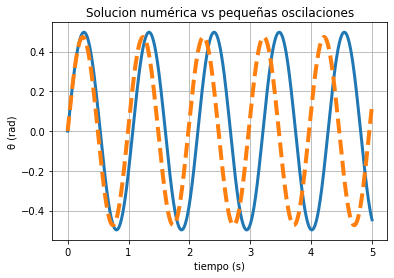 Solucion numérica vs pequeñas oscilaciones
θ (rad)
0.4
0.2
0.0
−0.2
−0.4
0 1 2 3 4 5
tiempo (s)